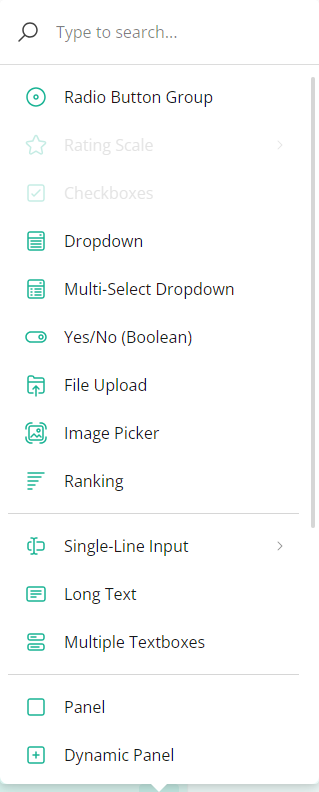 Type to search...
Radio Button Group
Rating Scale
Checkboxes
Dropdown
Multi-Select Dropdown
Yes/No (Boolean)
File Upload
Image Picker
Ranking
Single-Line Input
Long Text
Multiple Textboxes
Panel
Dynamic Panel